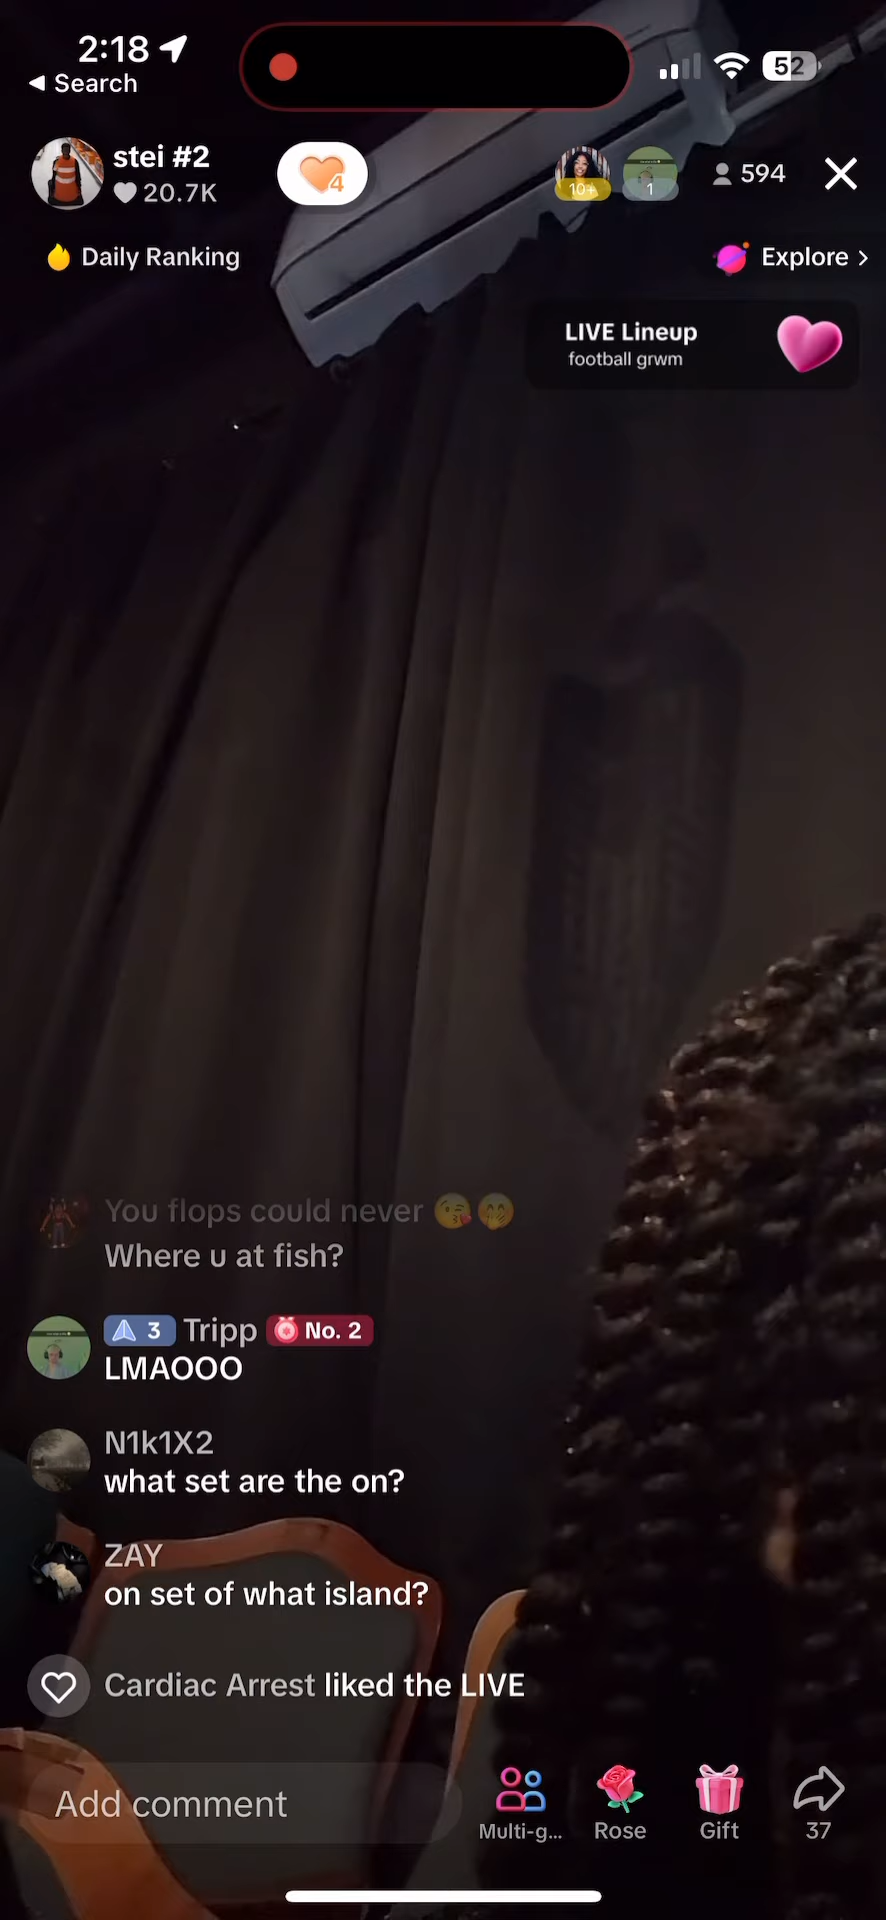 2:18
52
Search
stei #2
20.7K
4
10+
1
594
Daily Ranking
Explore
LIVE Lineup
football grwm
You flops could never 😘🤭
Where u at fish?
3 Tripp No. 2
LMAOOO
N1k1X2
what set are the on?
ZAY
on set of what island?
Cardiac Arrest liked the LIVE
Add comment
Multi-g...
Rose
Gift
37